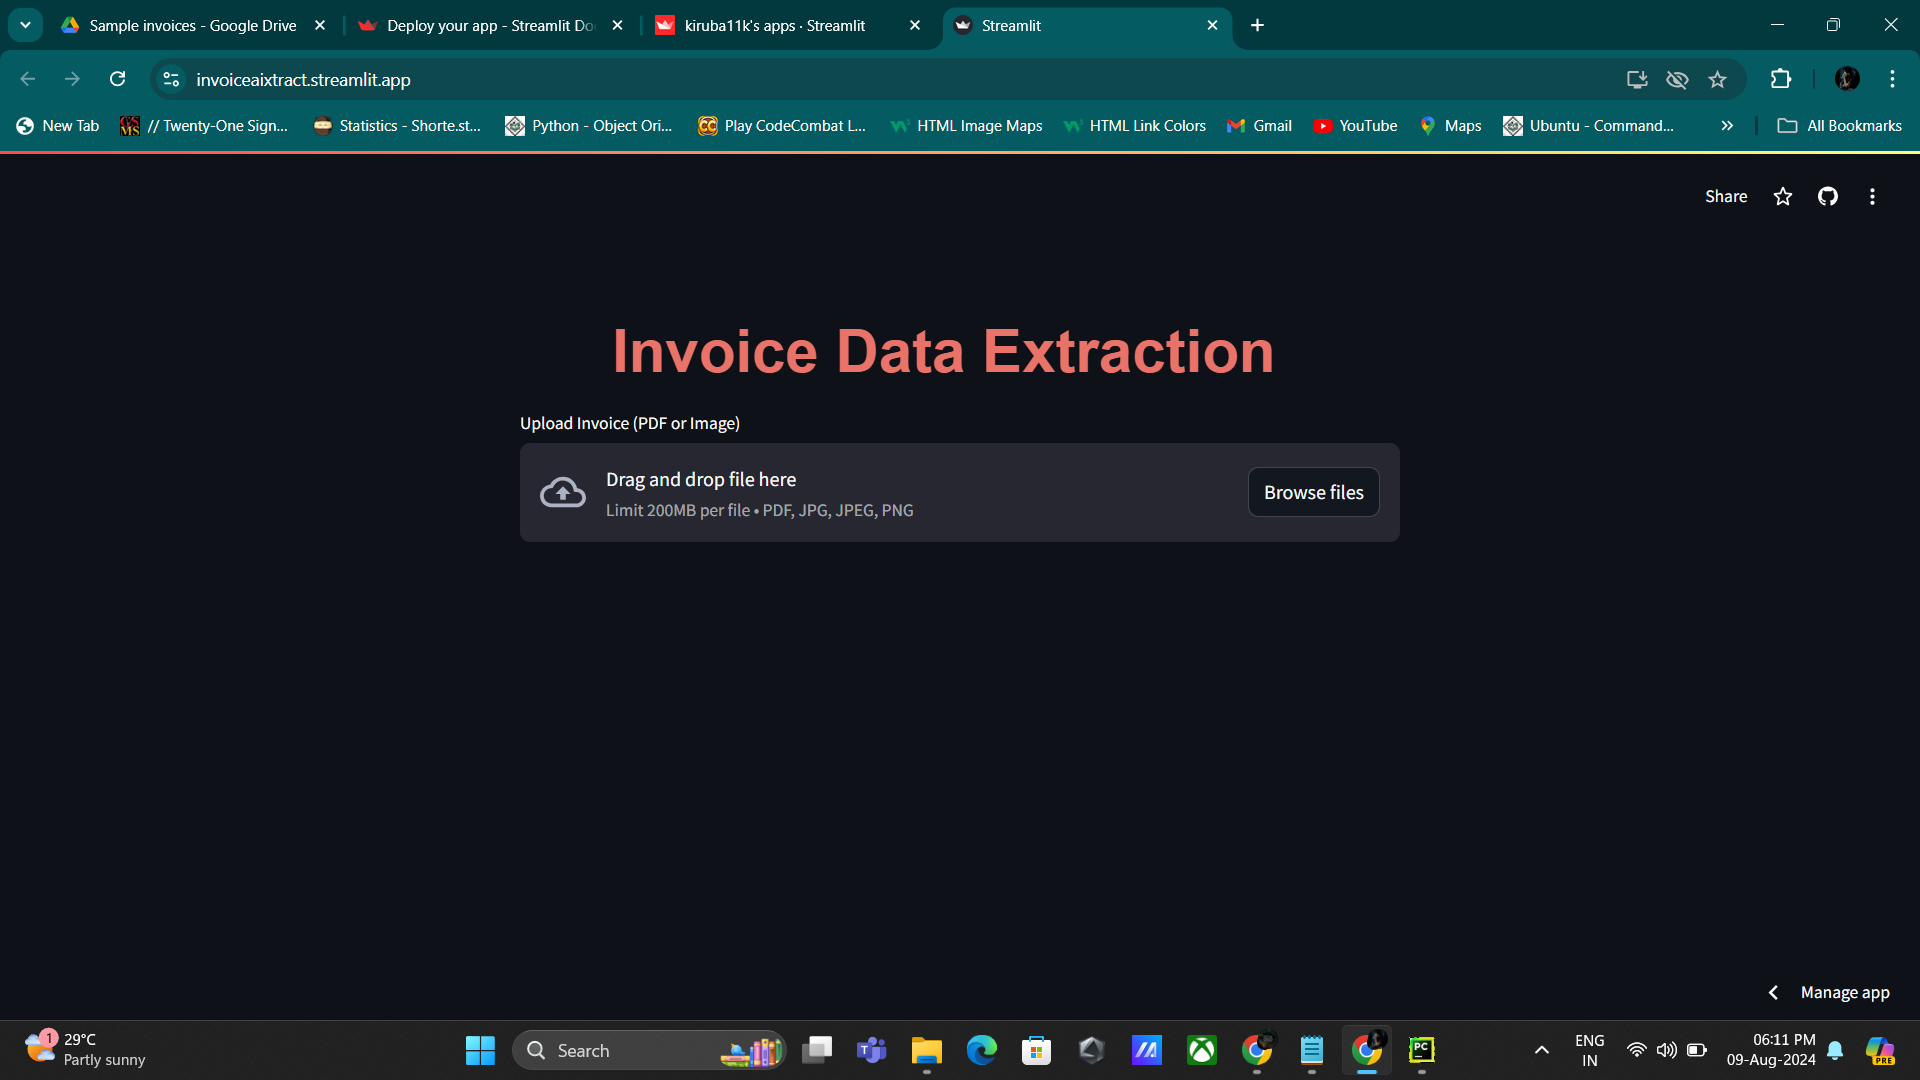 Sample invoices - Google Drive
Deploy your app - Streamlit Do
kiruba11k's apps · Streamlit
Streamlit
invoiceaixtract.streamlit.app
New Tab
// Twenty-One Sign...
Statistics - Shorte.st...
Python - Object Ori...
Play CodeCombat L...
HTML Image Maps
HTML Link Colors
Gmail
YouTube
Maps
Ubuntu - Command...
All Bookmarks
Share
Invoice Data Extraction
Upload Invoice (PDF or Image)
Drag and drop file here
Limit 200MB per file • PDF, JPG, JPEG, PNG
Browse files
Manage app
1
29°C
Partly sunny
Search
PC
PRE
ENG
IN
06:11 PM
09-Aug-2024